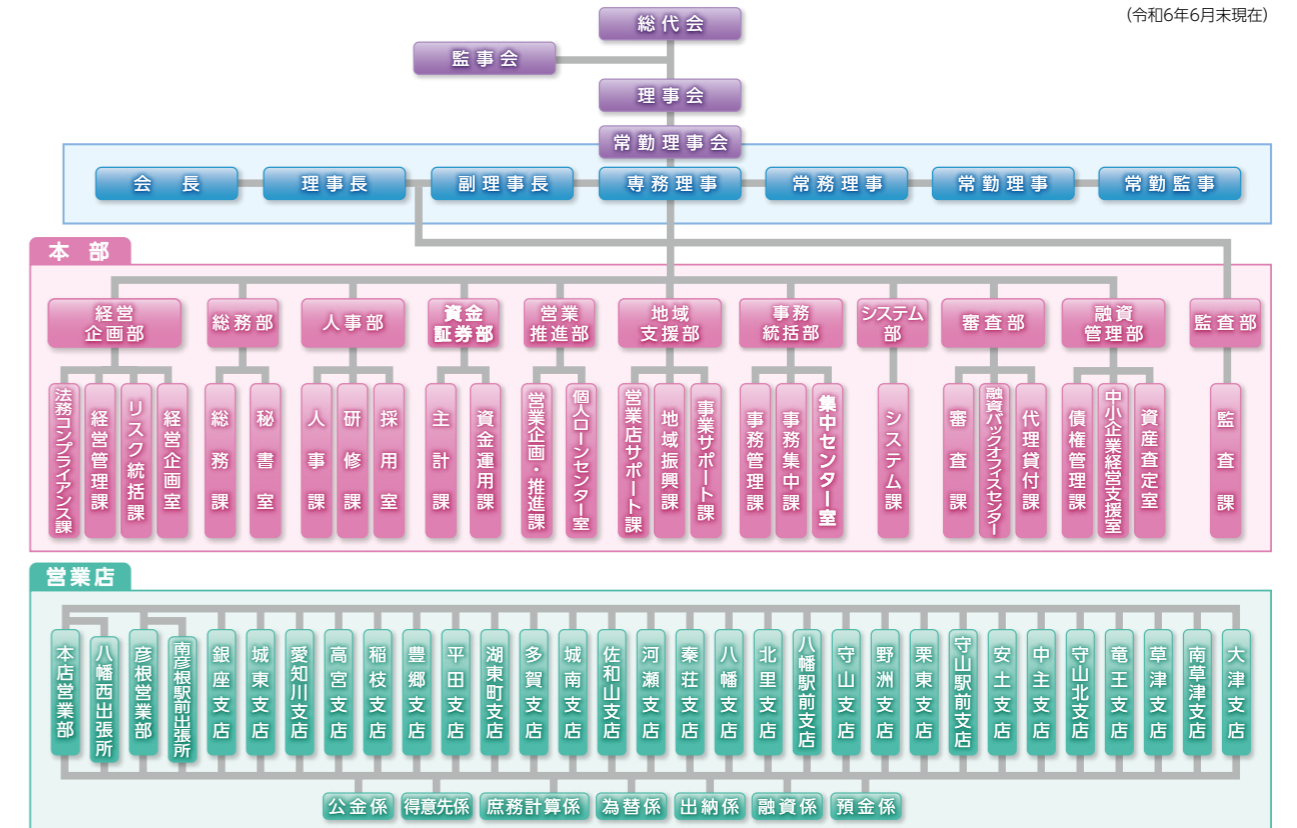 (令和6年6月末現在)
総代会
監事会
理事会
常勤理事会
会長
理事長
副理事長
専務理事
常務理事
常勤理事
常勤監事
本部
経営
企画部
総務部
人事部
資金
証券部
営業
推進部
地域
支援部
事務
統括部
システム
部
審査部
融資
管理部
監査部
法務コンプライアンス課
経営管理課
リスク統括課
経営企画室
総務課
秘書室
人事課
研修課
採用室
主計課
資金運用課
営業企画・推進課
個人ローンセンター室
営業店サポート課
地域振興課
事業サポート課
事務管理課
事務集中課
集中センター室
システム課
審査課
融資バックオフィスセンター
代理貸付課
債権管理課
中小企業経営支援室
資産査定室
監査課
営業店
本店営業部
八幡西出張所
彦根営業部
南彦根駅前出張所
銀座支店
城東支店
愛知川支店
高宮支店
稲枝支店
豊郷支店
平田支店
湖東町支店
多賀支店
城南支店
佐和山支店
河瀬支店
秦荘支店
八幡支店
北里支店
八幡駅前支店
守山支店
野洲支店
栗東支店
守山駅前支店
安土支店
中主支店
守山北支店
竜王支店
草津支店
南草津支店
大津支店
公金係
得意先係
庶務計算係
為替係
出納係
融資係
預金係